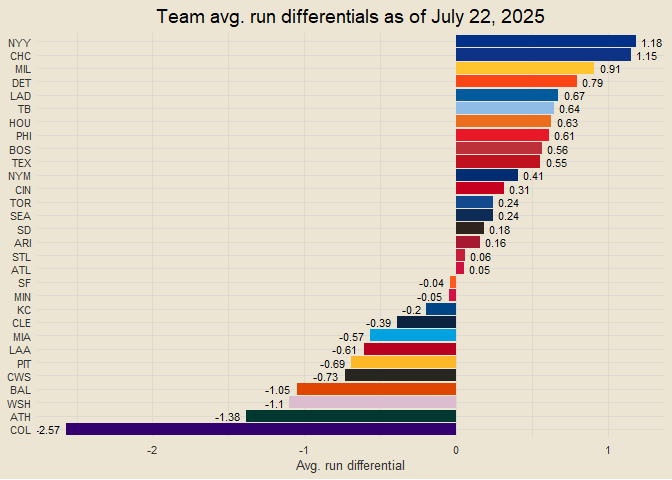 Team avg. run differentials as of July 22, 2025
NYY 1.18
CHC 1.15
MIL 0.91
DET 0.79
LAD 0.67
TB 0.64
HOU 0.63
PHI 0.61
BOS 0.56
TEX 0.55
NYM 0.41
CIN 0.31
TOR 0.24
SEA 0.24
SD 0.18
ARI 0.16
STL 0.06
ATL 0.05
SF -0.04
MIN -0.05
KC -0.2
CLE -0.39
MIA -0.57
LAA -0.61
PIT -0.69
CWS -0.73
BAL -1.05
WSH -1.1
ATH -1.38
COL -2.57
-2 -1 0 1
Avg. run differential